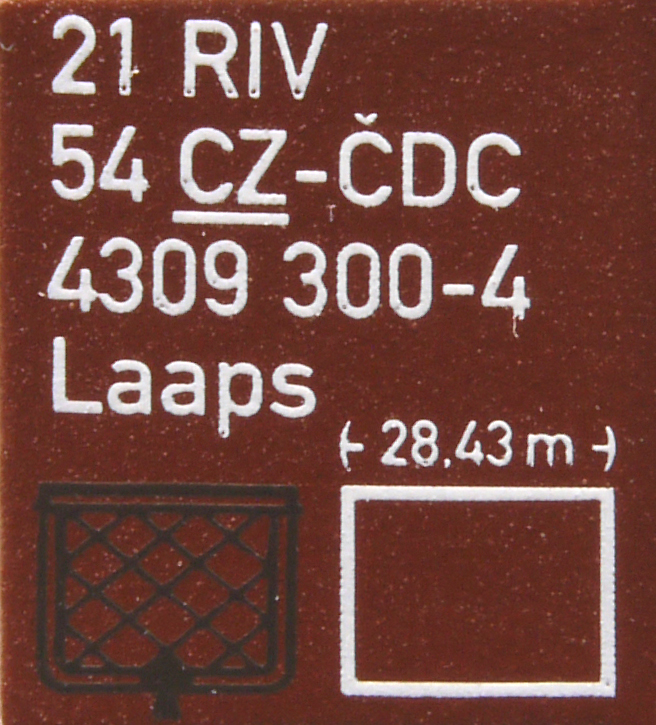 21 RIV
54 CZ-ČDC
4309 300-4
Laaps
28,43 m